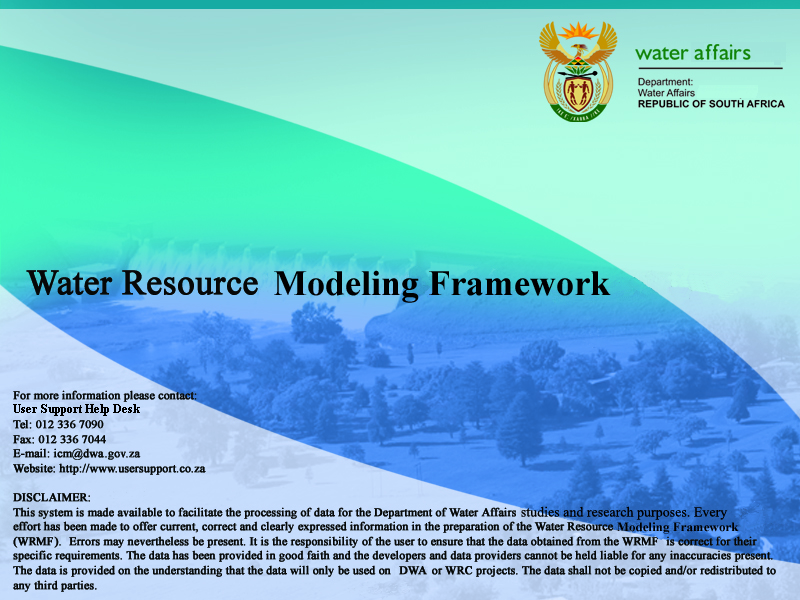 water affairs
Department:
Water Affairs
REPUBLIC OF SOUTH AFRICA
Water Resource Modeling Framework
For more information please contact:
User Support Help Desk
Tel: 012 336 7090
Fax: 012 336 7044
E-mail: icm@dwa.gov.za
Website: http://www.usersupport.co.za
DISCLAIMER:
This system is made available to facilitate the processing of data for the Department of Water Affairs studies and research purposes. Every
effort has been made to offer current, correct and clearly expressed information in the preparation of the Water Resource Modeling Framework
(WRMF). Errors may nevertheless be present. It is the responsibility of the user to ensure that the data obtained from the WRMF is correct for their
specific requirements. The data has been provided in good faith and the developers and data providers cannot be held liable for any inaccuracies present.
The data is provided on the understanding that the data will only be used on DWA or WRC projects. The data shall not be copied and/or redistributed to
any third parties.